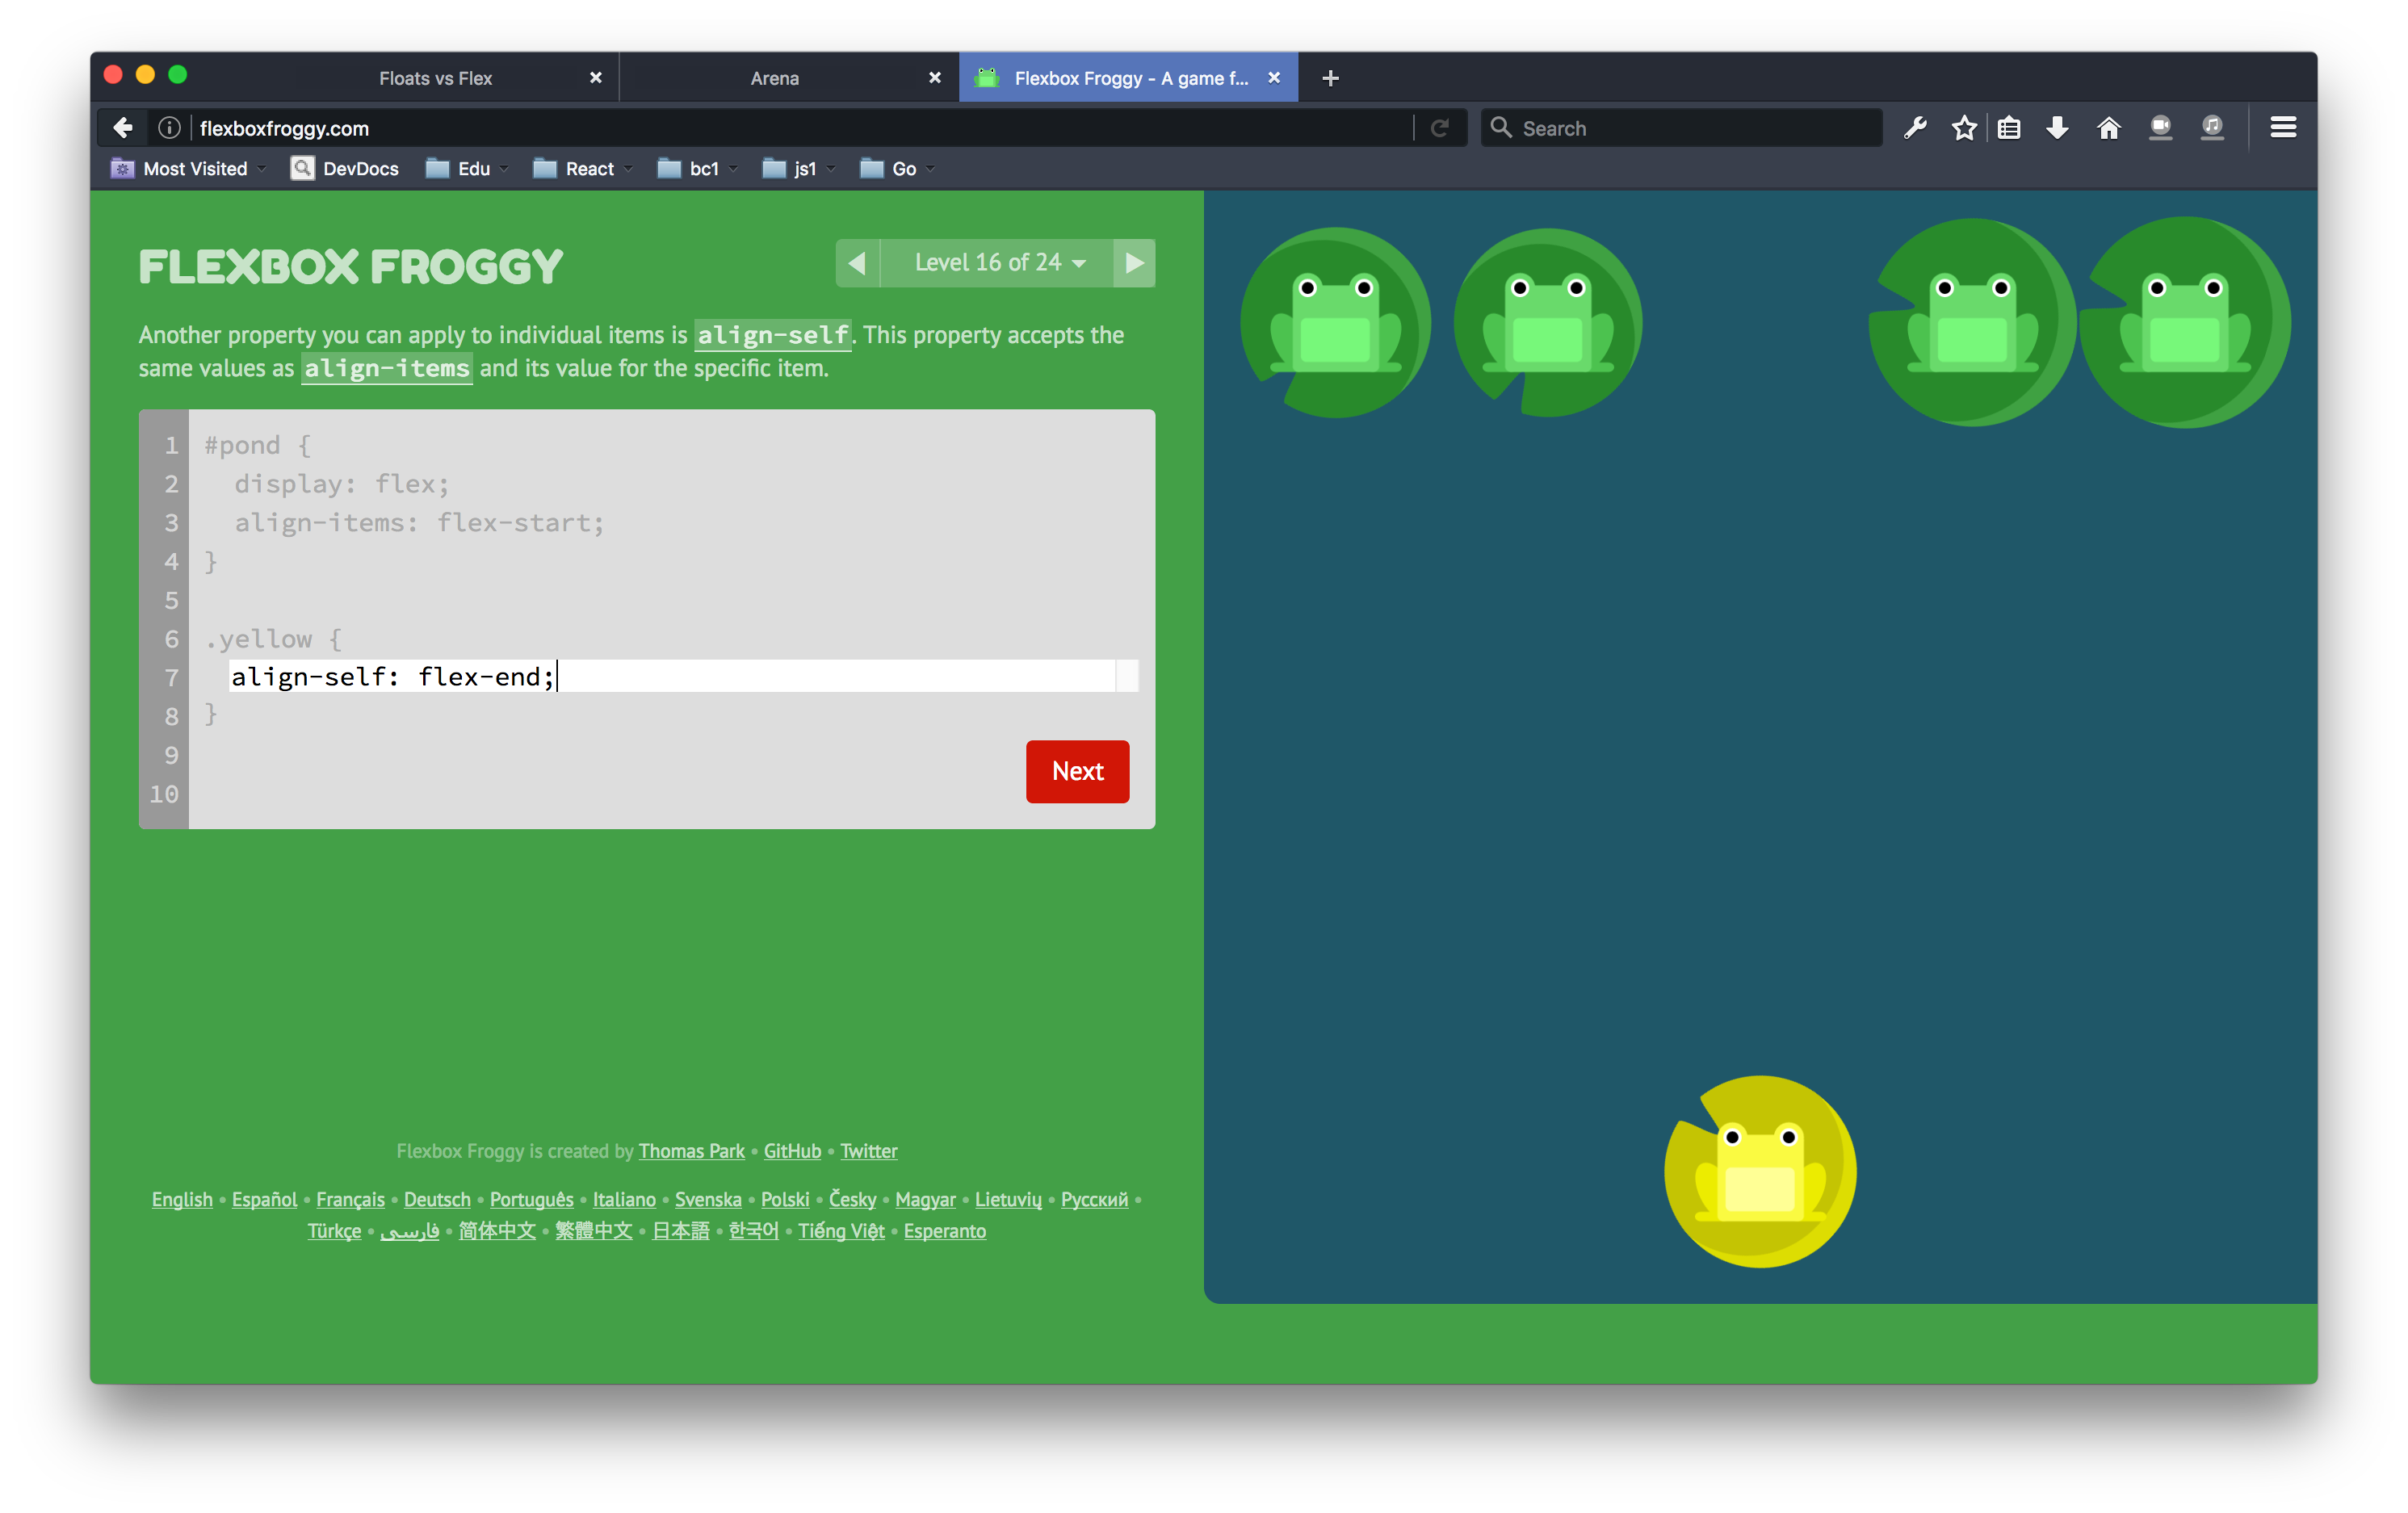 Floats vs Flex
Arena
Flexbox Froggy - A game f...
flexboxfroggy.com
Search
Most Visited
DevDocs
Edu
React
bc1
js1
Go
FLEXBOX FROGGY
Level 16 of 24
Another property you can apply to individual items is align-self. This property accepts the
same values as align-items and its value for the specific item.
1 #pond {
2 display: flex;
3 align-items: flex-start;
4 }
5
6 .yellow {
7 align-self: flex-end;
8 }
9
10
Next
Flexbox Froggy is created by Thomas Park • GitHub • Twitter
English • Español • Français • Deutsch • Português • Italiano • Svenska • Polski • Česky • Magyar • Lietuvių • Русский •
Türkçe • فارسی • 简体中文 • 繁體中文 • 日本語 • 한국어 • Tiếng Việt • Esperanto